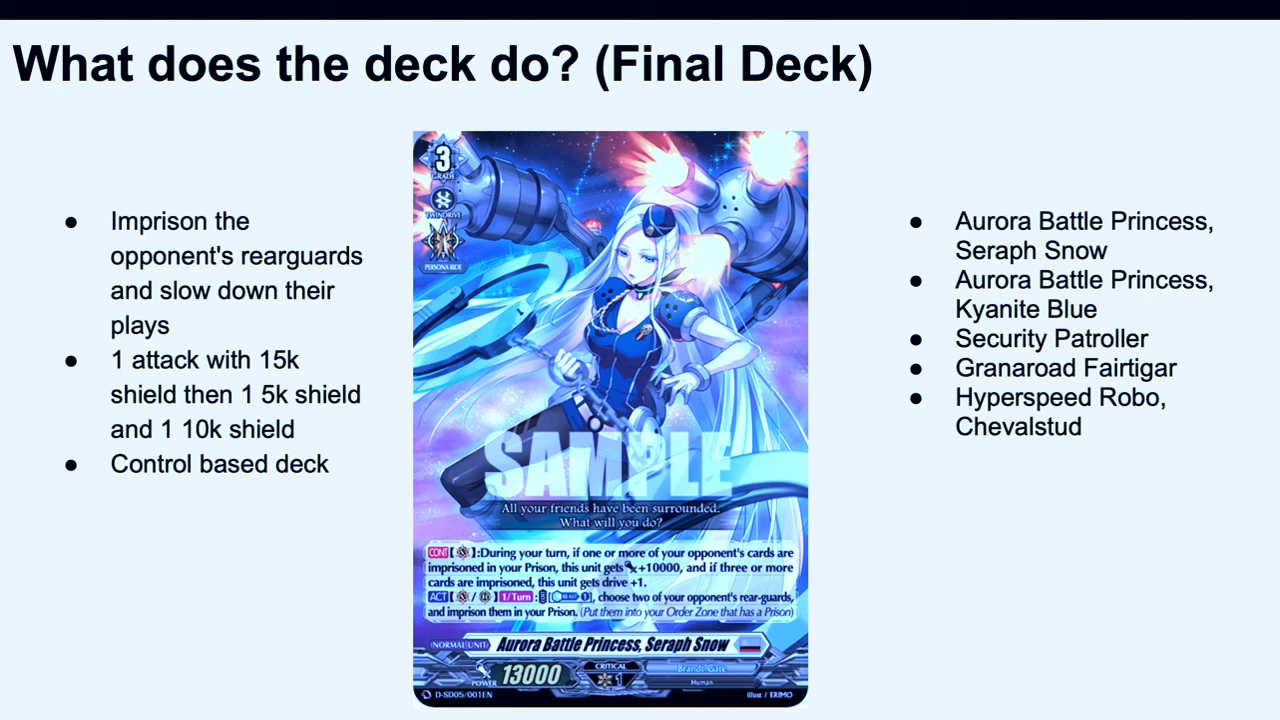 What does the deck do? (Final Deck)
● Imprison the
opponent's rearguards
and slow down their
plays
● 1 attack with 15k
shield then 1 5k shield
and 1 10k shield
● Control based deck
3
GRADE
TWINDRIVE
PERSONA RIDE
SAMPLE
All your friends have been surrounded.
What will you do?
CONT【 】:During your turn, if one or more of your opponent's cards are
imprisoned in your Prison, this unit gets +10000, and if three or more
cards are imprisoned, this unit gets drive +1.
ACT【 / 】1/Turn: [ BLAST 1], choose two of your opponent's rear-guards,
and imprison them in your Prison. (Put them into your Order Zone that has a Prison)
NORMAL UNIT Aurora Battle Princess, Seraph Snow
POWER 13000 CRITICAL 1 Brandt Gate
Human
D-SD05/001EN illust / ERIMO
● Aurora Battle Princess,
Seraph Snow
● Aurora Battle Princess,
Kyanite Blue
● Security Patroller
● Granaroad Fairtigar
● Hyperspeed Robo,
Chevalstud